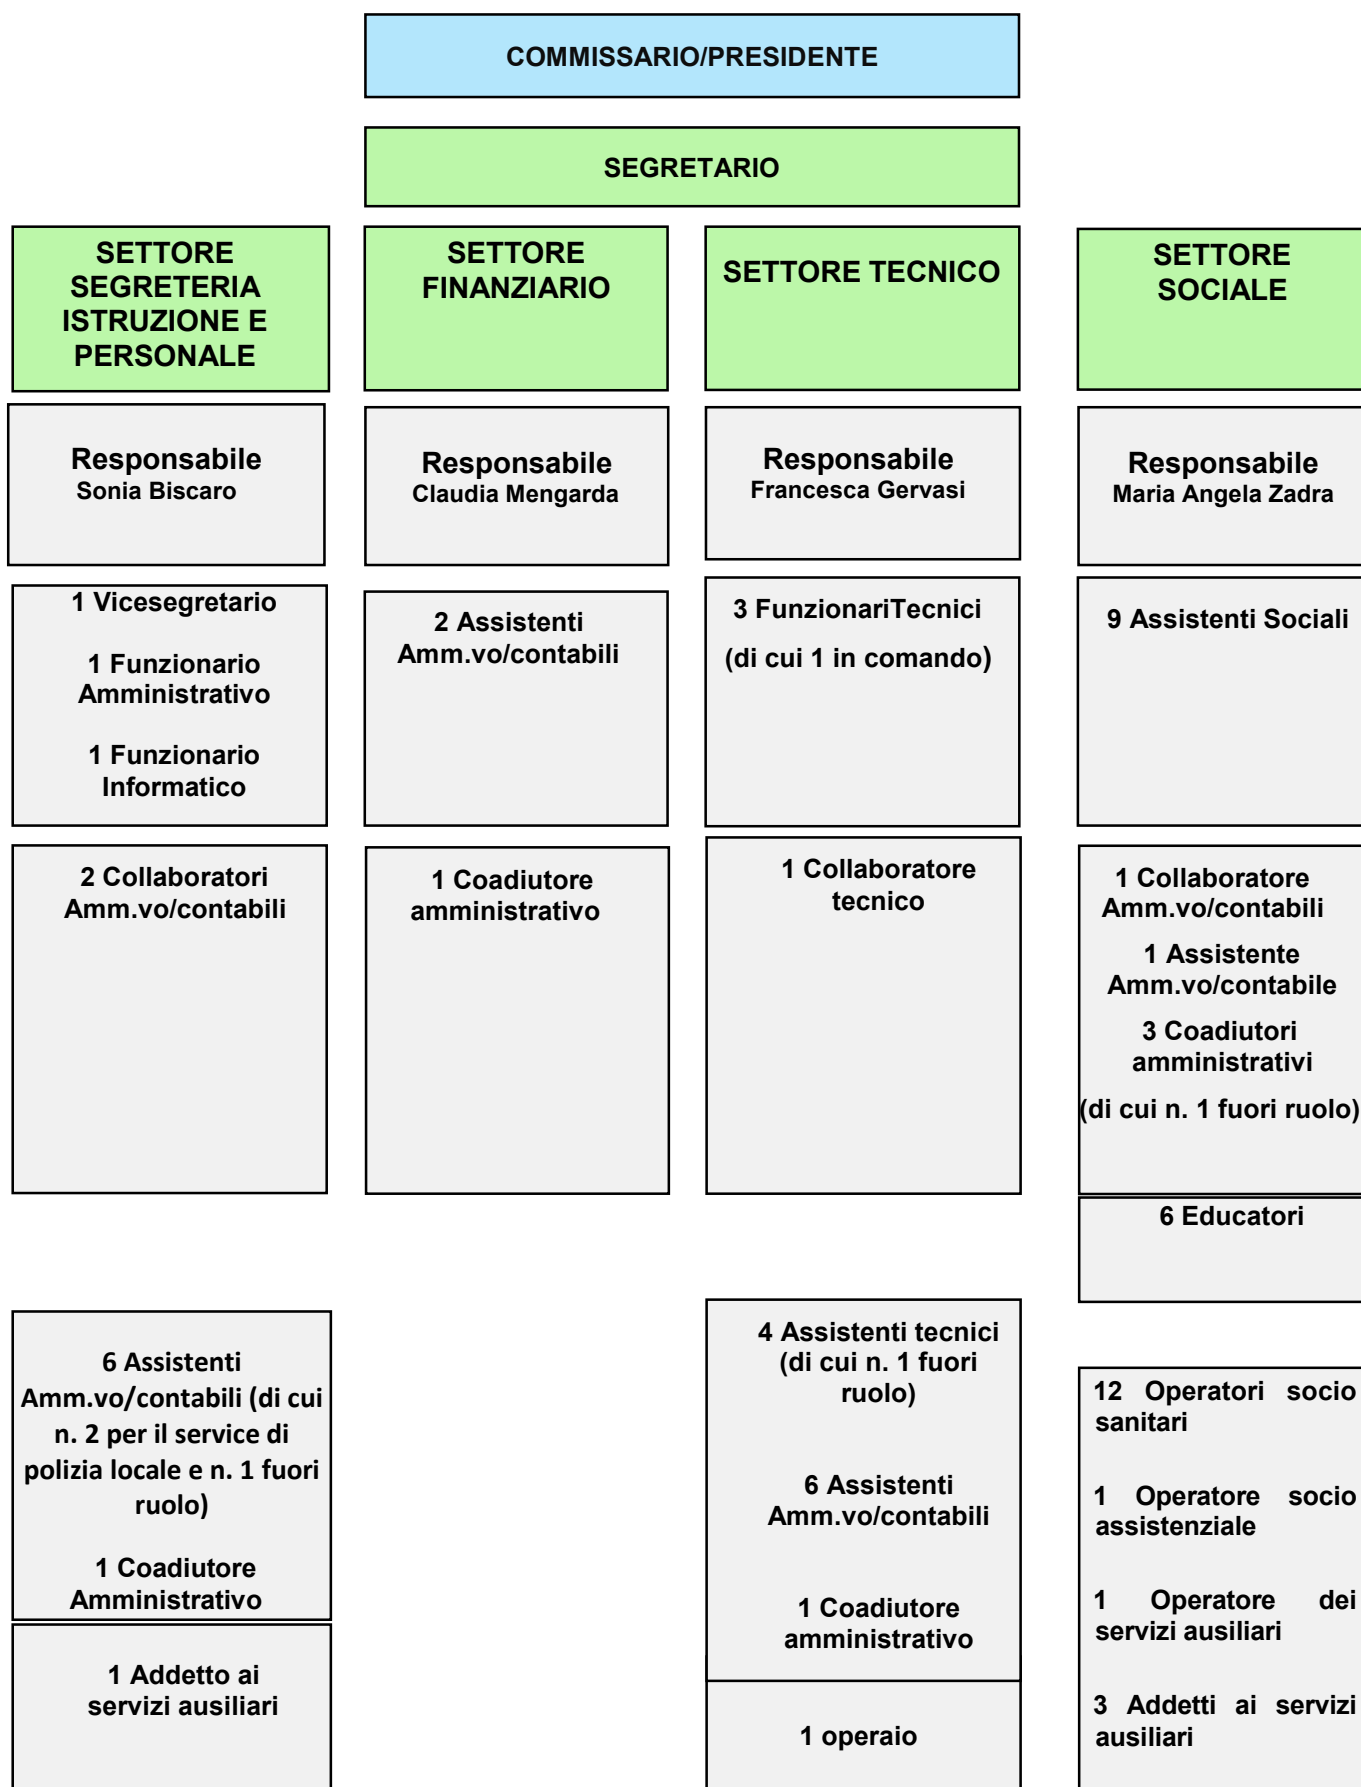 COMMISSARIO/PRESIDENTE
SEGRETARIO
SETTORE
SEGRETERIA
ISTRUZIONE E
PERSONALE
SETTORE
FINANZIARIO
SETTORE TECNICO
SETTORE
SOCIALE
Responsabile
Sonia Biscaro
Responsabile
Claudia Mengarda
Responsabile
Francesca Gervasi
Responsabile
Maria Angela Zadra
1 Vicesegretario
1 Funzionario
Amministrativo
1 Funzionario
Informatico
2 Assistenti
Amm.vo/contabili
3 FunzionariTecnici
(di cui 1 in comando)
9 Assistenti Sociali
2 Collaboratori
Amm.vo/contabili
1 Coadiutore
amministrativo
1 Collaboratore
tecnico
1 Collaboratore
Amm.vo/contabili
1 Assistente
Amm.vo/contabile
3 Coadiutori
amministrativi
(di cui n. 1 fuori ruolo)
6 Educatori
6 Assistenti
Amm.vo/contabili (di cui
n. 2 per il service di
polizia locale e n. 1 fuori
ruolo)
1 Coadiutore
Amministrativo
1 Addetto ai
servizi ausiliari
4 Assistenti tecnici
(di cui n. 1 fuori
ruolo)
6 Assistenti
Amm.vo/contabili
1 Coadiutore
amministrativo
1 operaio
12 Operatori socio
sanitari
1 Operatore socio
assistenziale
1 Operatore dei
servizi ausiliari
3 Addetti ai servizi
ausiliari